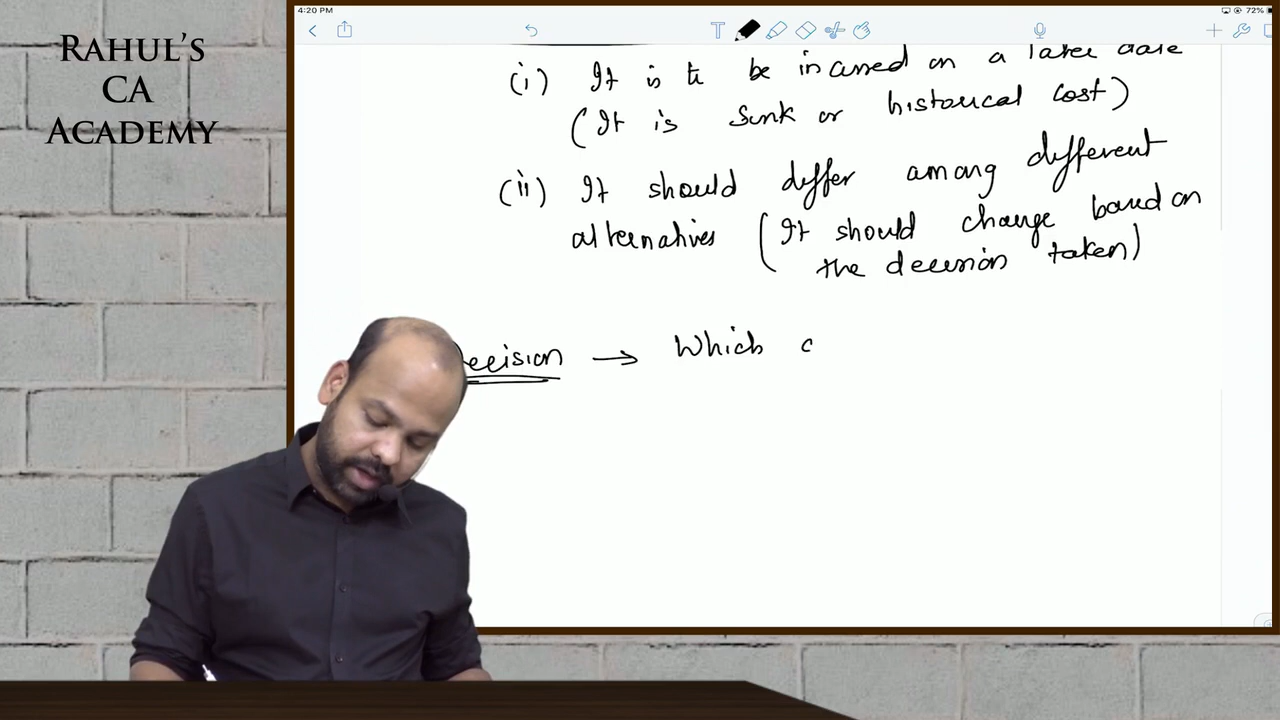 RAHUL'S
CA
ACADEMY
4:20 PM
72%
T
(i) It is to be incurred on a later date
(It is sunk or historical cost)
(ii) It should differ among different
alternatives (It should change based on
the decision taken)
ecision → Which c